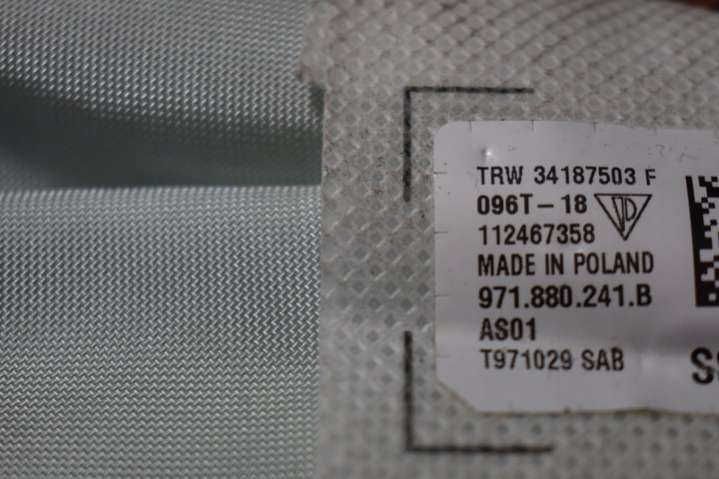 TRW 34187503 F
096T-18
112467358
MADE IN POLAND
971.880.241.B
AS01
T971029 SAB